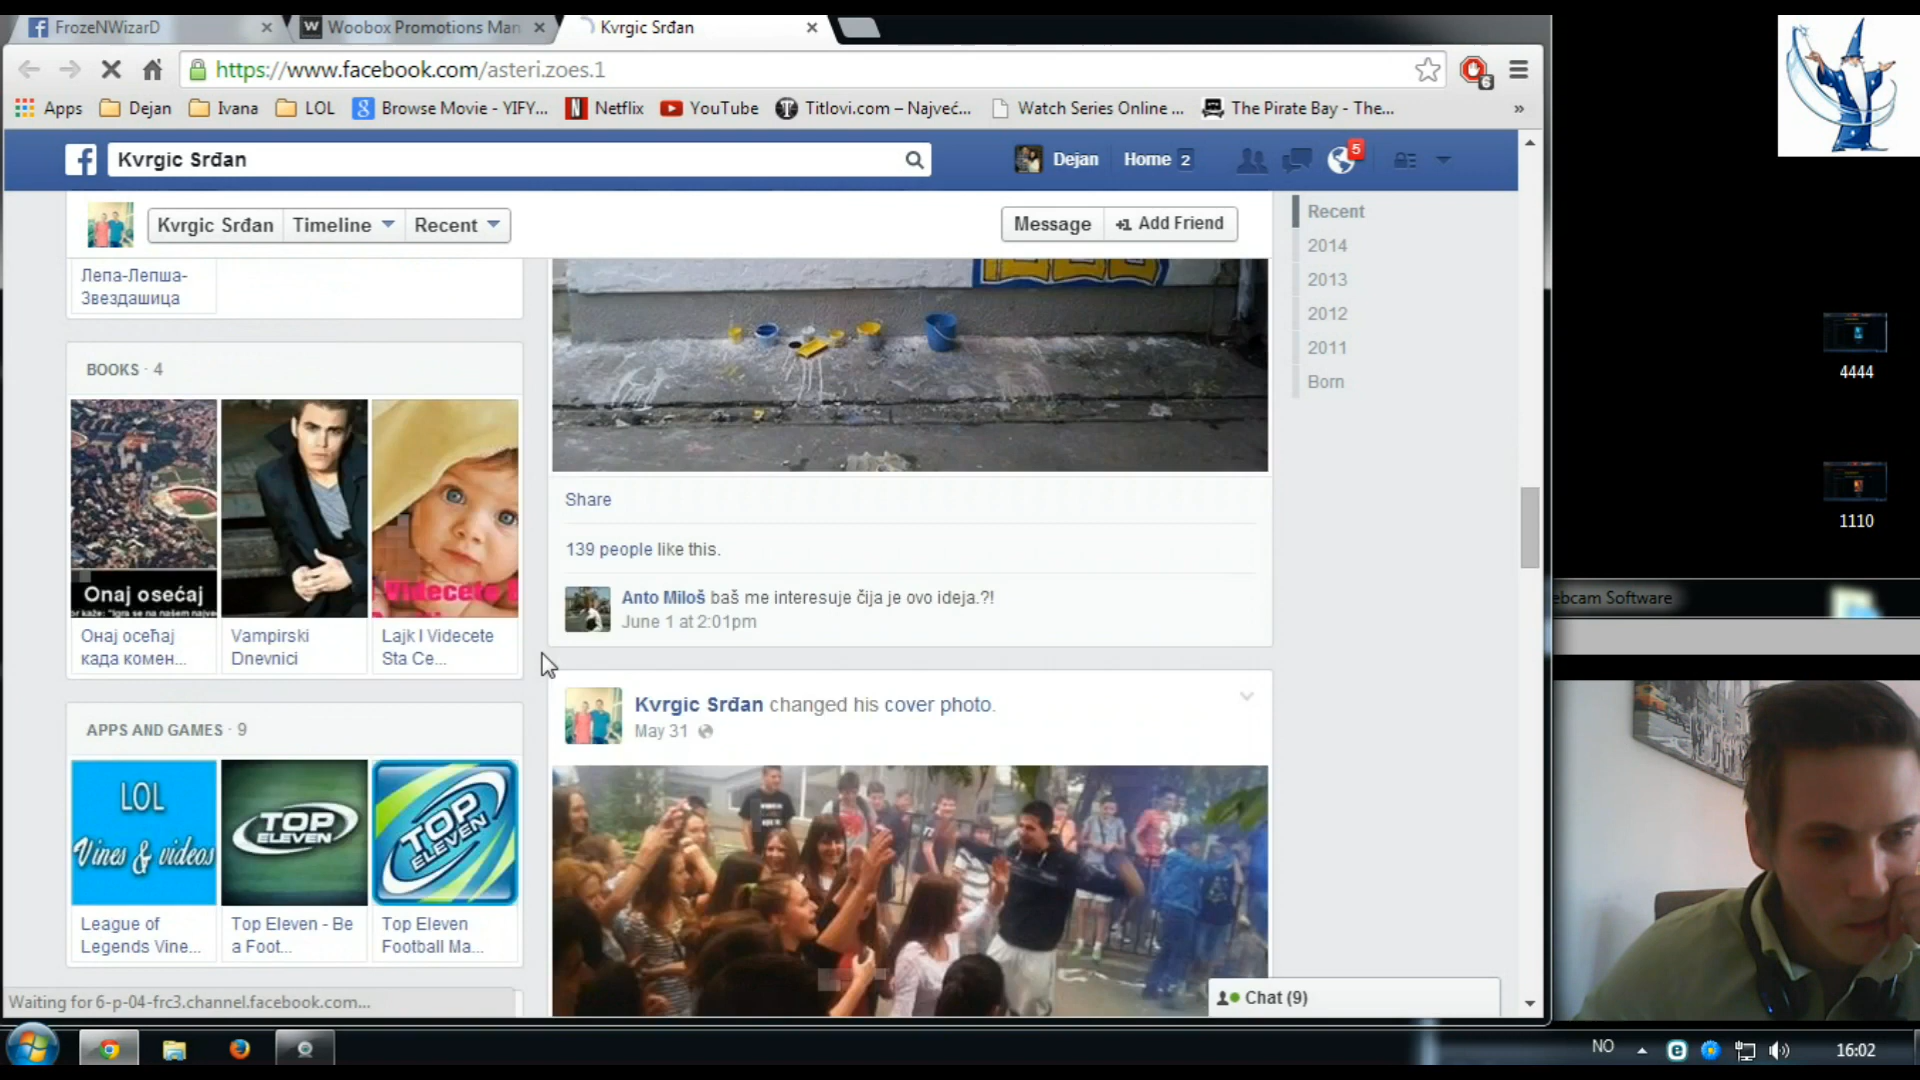 FrozeNWizarD
Woobox Promotions Man
Kvrgic Srđan
https://www.facebook.com/asteri.zoes.1
6
Apps
Dejan
Ivana
LOL
Browse Movie - YIFY...
Netflix
YouTube
Titlovi.com – Najveć...
Watch Series Online ...
The Pirate Bay - The...
»
Kvrgic Srđan
Dejan
Home 2
5
Kvrgic Srđan
Timeline
Recent
Message
+1 Add Friend
Recent
2014
2013
2012
2011
Born
Лепа-Лепша-
Звездашица
BOOKS · 4
Onaj osećaj
Онај осећај
када комен...
Vampirski
Dnevnici
Videcete
Lajk I Videcete
Sta Ce...
Share
139 people like this.
Anto Miloš baš me interesuje čija je ovo ideja.?!
June 1 at 2:01pm
Kvrgic Srđan changed his cover photo.
May 31
APPS AND GAMES · 9
LOL
Vines & videos
TOP
ELEVEN
TOP
ELEVEN
League of
Legends Vine...
Top Eleven - Be
a Foot...
Top Eleven
Football Ma...
Waiting for 6-p-04-frc3.channel.facebook.com...
Chat (9)
4444
1110
ebcam Software
NO
16:02